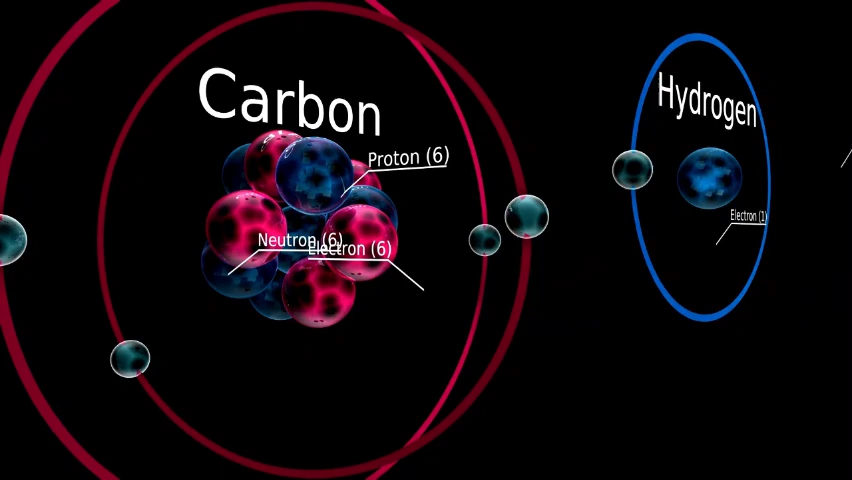 Carbon
Proton (6)
Neutron (6)
Electron (6)
Hydrogen
Electron (1)